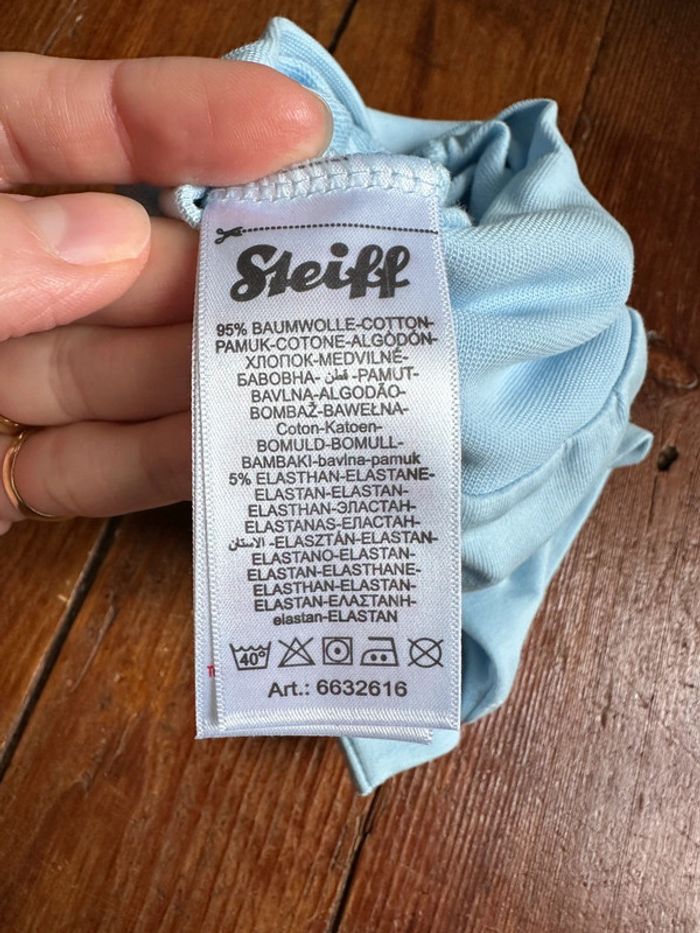 Steiff
95% BAUMWOLLE-COTTON-
PAMUK-COTONE-ALGODÓN-
ХЛОПОК-MEDVILNĖ-
БАВОВНА- قطن -PAMUT-
BAVLNA-ALGODÃO-
BOMBAŽ-BAWEŁNA-
Coton-Katoen-
BOMULD-BOMULL-
BAMBAKI-bavlna-pamuk
5% ELASTHAN-ELASTANE-
ELASTAN-ELASTAN-
ELASTHAN-ЭЛАСТАН-
ELASTANAS-ЕЛАСТАН-
الاستان -ELASZTÁN-ELASTAN-
ELASTANO-ELASTAN-
ELASTAN-ELASTHANE-
ELASTHAN-ELASTAN-
ELASTAN-ΕΛΑΣΤΑΝΗ-
elastan-ELASTAN
40°
Art.: 6632616